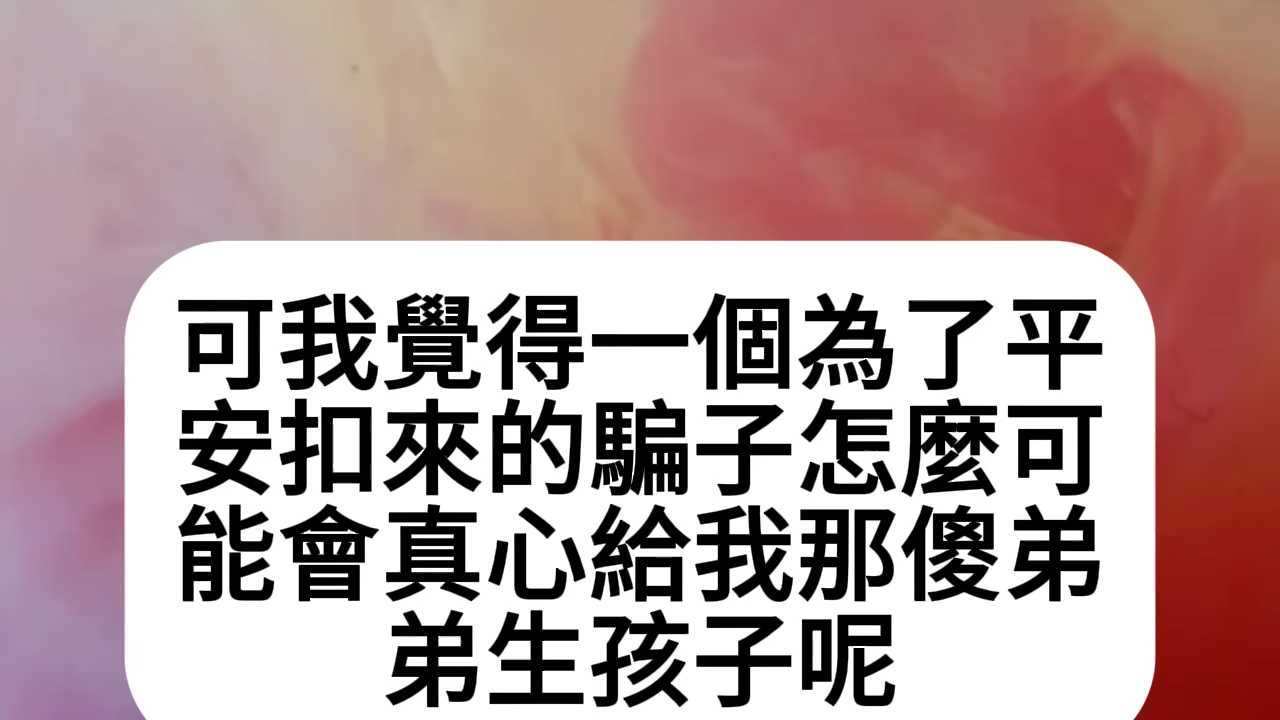 可我覺得一個為了平
安扣來的騙子怎麼可
能會真心給我那傻弟
弟生孩子呢